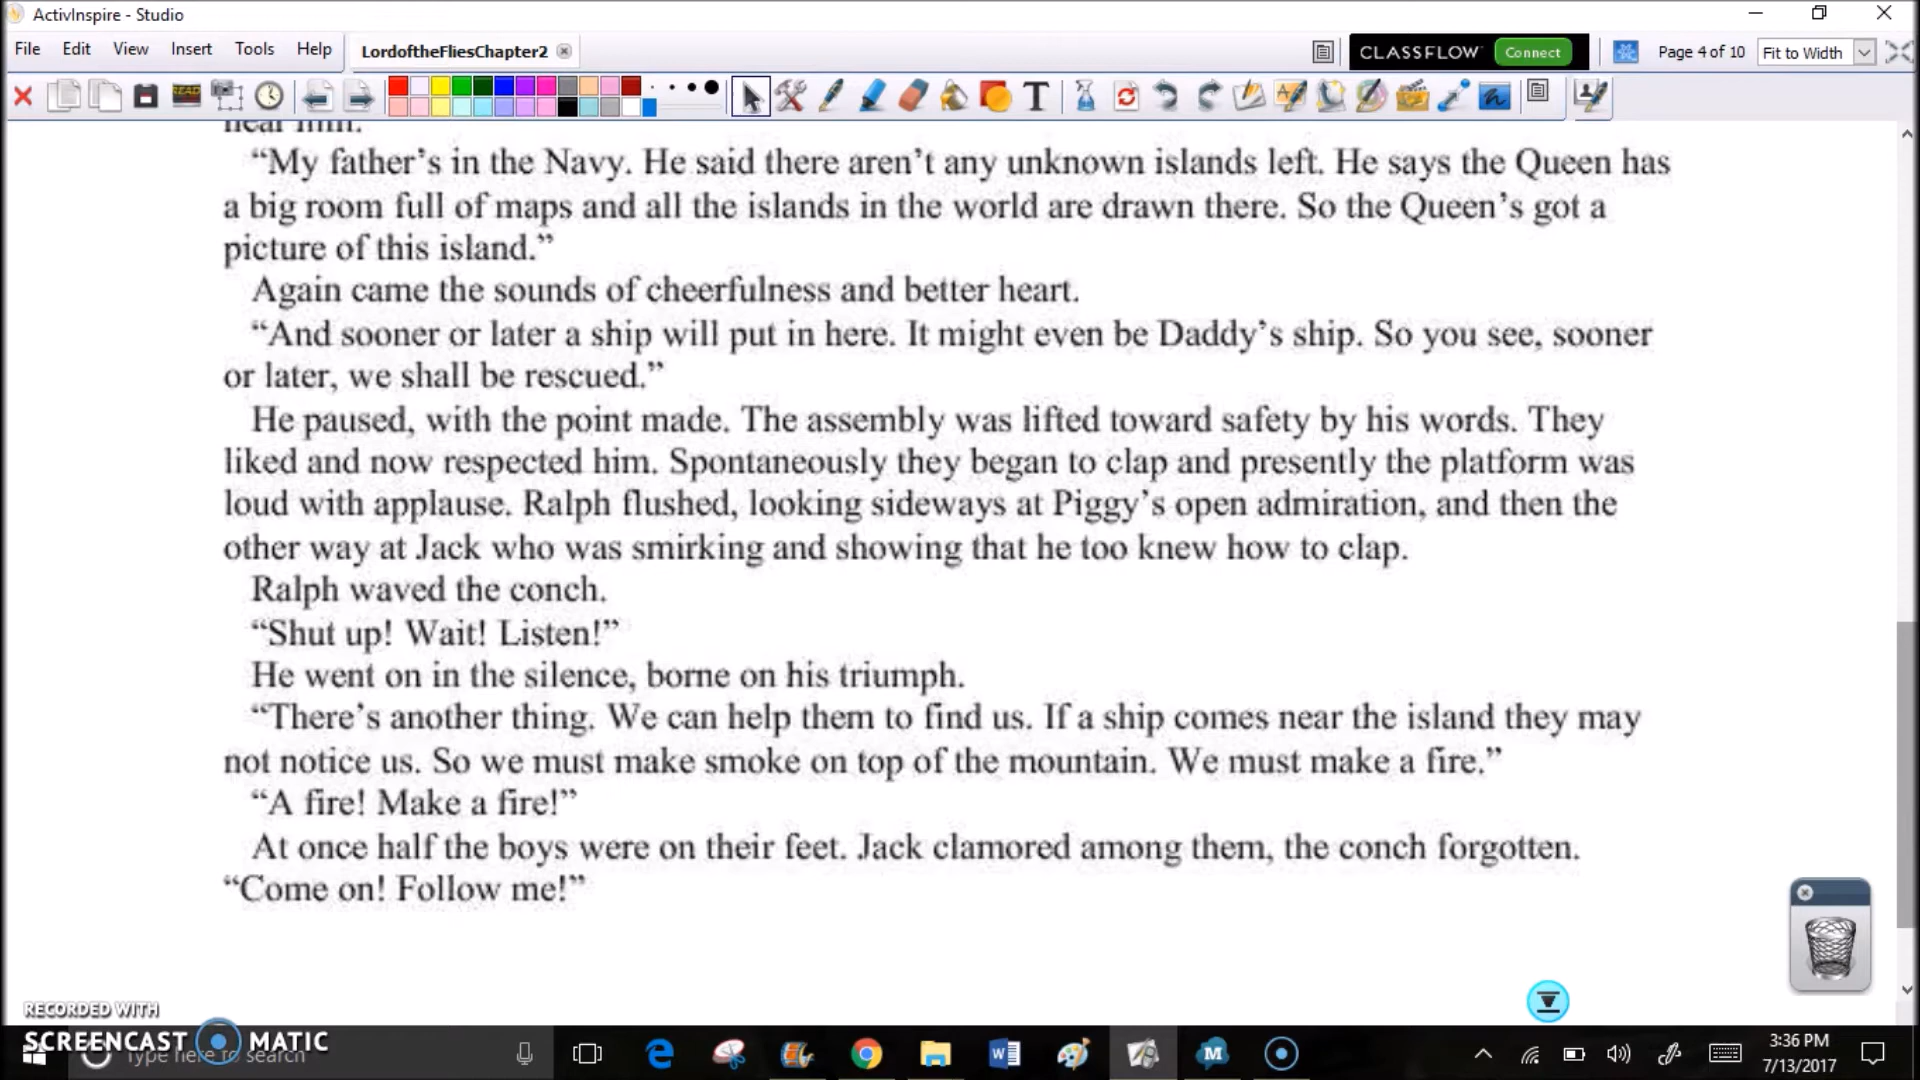 ActivInspire - Studio
File Edit View Insert Tools Help LordoftheFliesChapter2 CLASSFLOW Connect Page 4 of 10 Fit to Width
near him.
“My father’s in the Navy. He said there aren’t any unknown islands left. He says the Queen has
a big room full of maps and all the islands in the world are drawn there. So the Queen’s got a
picture of this island.”
Again came the sounds of cheerfulness and better heart.
“And sooner or later a ship will put in here. It might even be Daddy’s ship. So you see, sooner
or later, we shall be rescued.”
He paused, with the point made. The assembly was lifted toward safety by his words. They
liked and now respected him. Spontaneously they began to clap and presently the platform was
loud with applause. Ralph flushed, looking sideways at Piggy’s open admiration, and then the
other way at Jack who was smirking and showing that he too knew how to clap.
Ralph waved the conch.
“Shut up! Wait! Listen!”
He went on in the silence, borne on his triumph.
“There’s another thing. We can help them to find us. If a ship comes near the island they may
not notice us. So we must make smoke on top of the mountain. We must make a fire.”
“A fire! Make a fire!”
At once half the boys were on their feet. Jack clamored among them, the conch forgotten.
“Come on! Follow me!”
RECORDED WITH
SCREENCAST MATIC
Type here to search
3:36 PM
7/13/2017